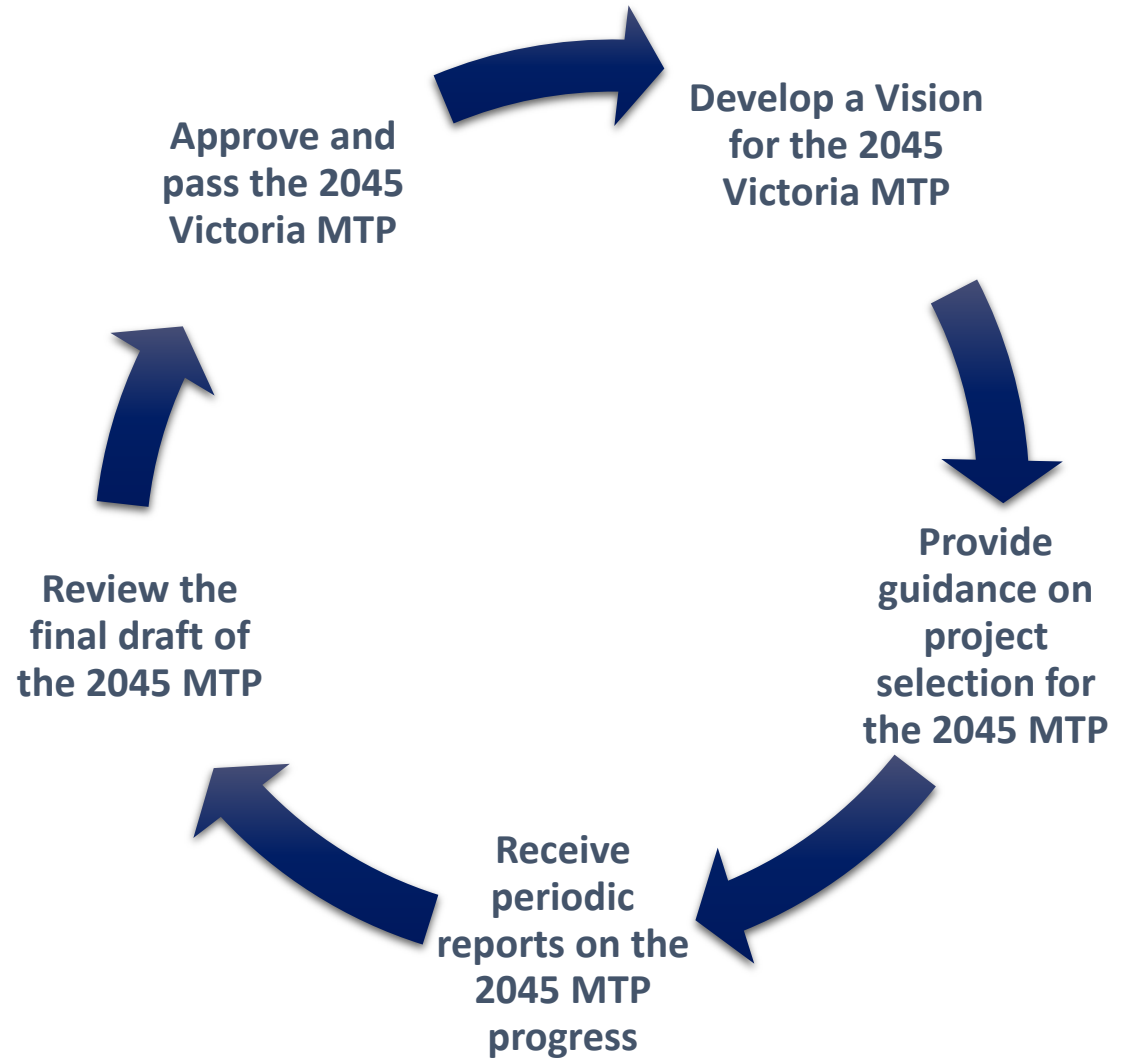 Develop a Vision
for the 2045
Victoria MTP
Provide
guidance on
project
selection for
the 2045 MTP
Receive
periodic
reports on the
2045 MTP
progress
Review the
final draft of
the 2045 MTP
Approve and
pass the 2045
Victoria MTP